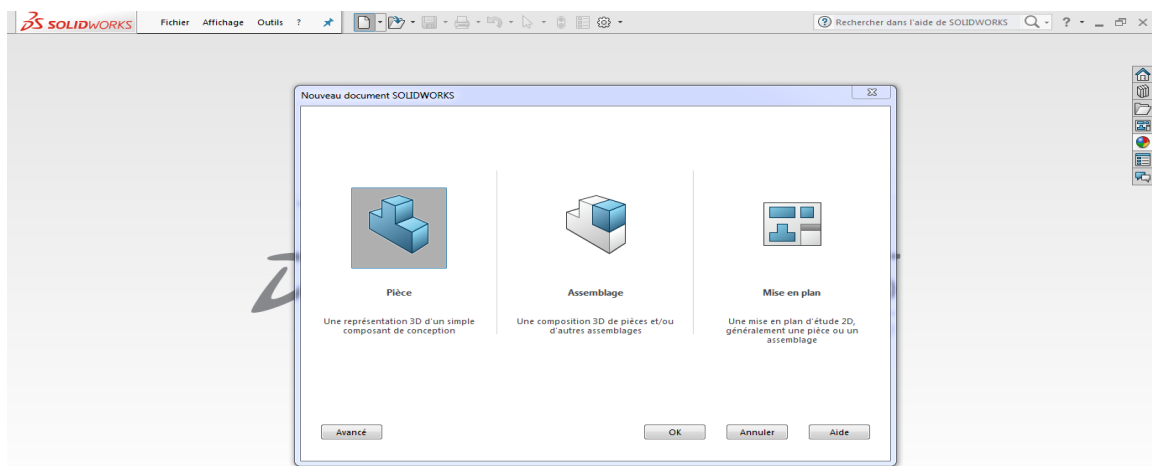 SOLIDWORKS Fichier Affichage Outils ? Rechercher dans l'aide de SOLIDWORKS ?
Nouveau document SOLIDWORKS
Pièce
Une représentation 3D d'un simple
composant de conception
Assemblage
Une composition 3D de pièces et/ou
d'autres assemblages
Mise en plan
Une mise en plan d'étude 2D,
généralement une pièce ou un
assemblage
Avancé OK Annuler Aide